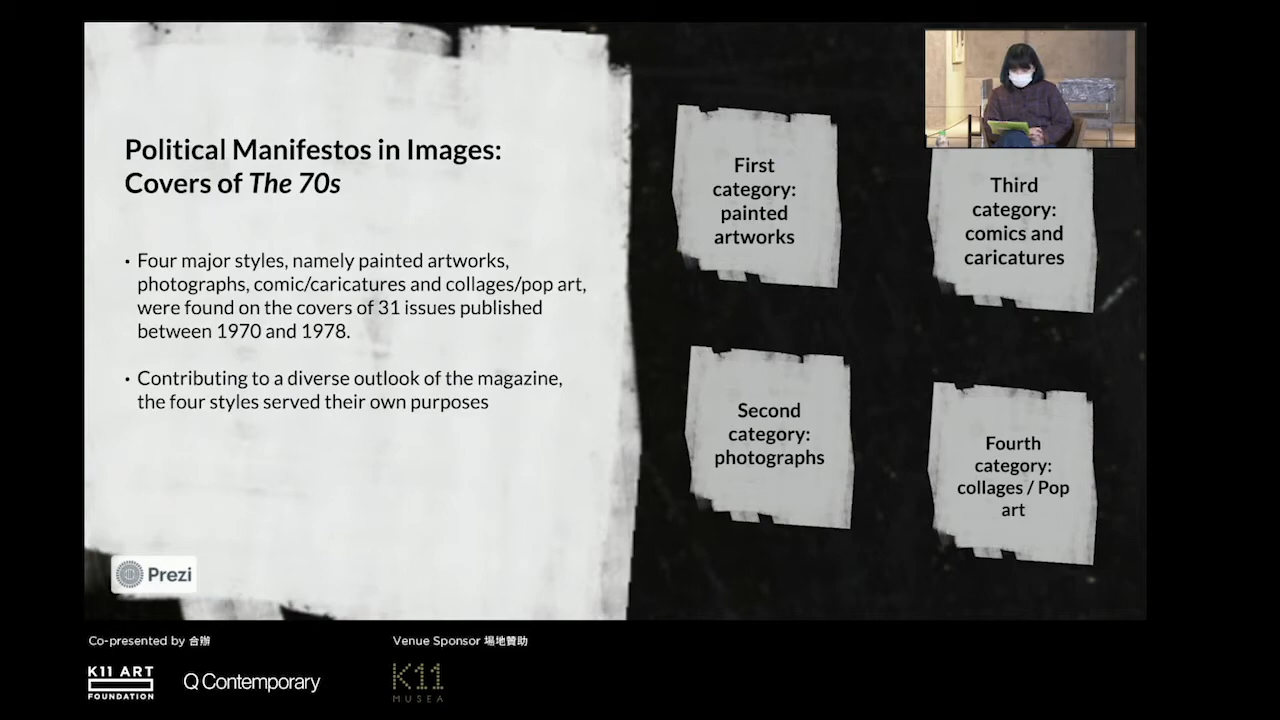 Political Manifestos in Images:
Covers of The 70s
• Four major styles, namely painted artworks,
photographs, comic/caricatures and collages/pop art,
were found on the covers of 31 issues published
between 1970 and 1978.
• Contributing to a diverse outlook of the magazine,
the four styles served their own purposes
First
category:
painted
artworks
Third
category:
comics and
caricatures
Second
category:
photographs
Fourth
category:
collages / Pop
art
Prezi
Co-presented by 合辦
Venue Sponsor 場地贊助
K11 ART
FOUNDATION
Q Contemporary
K11
MUSEA